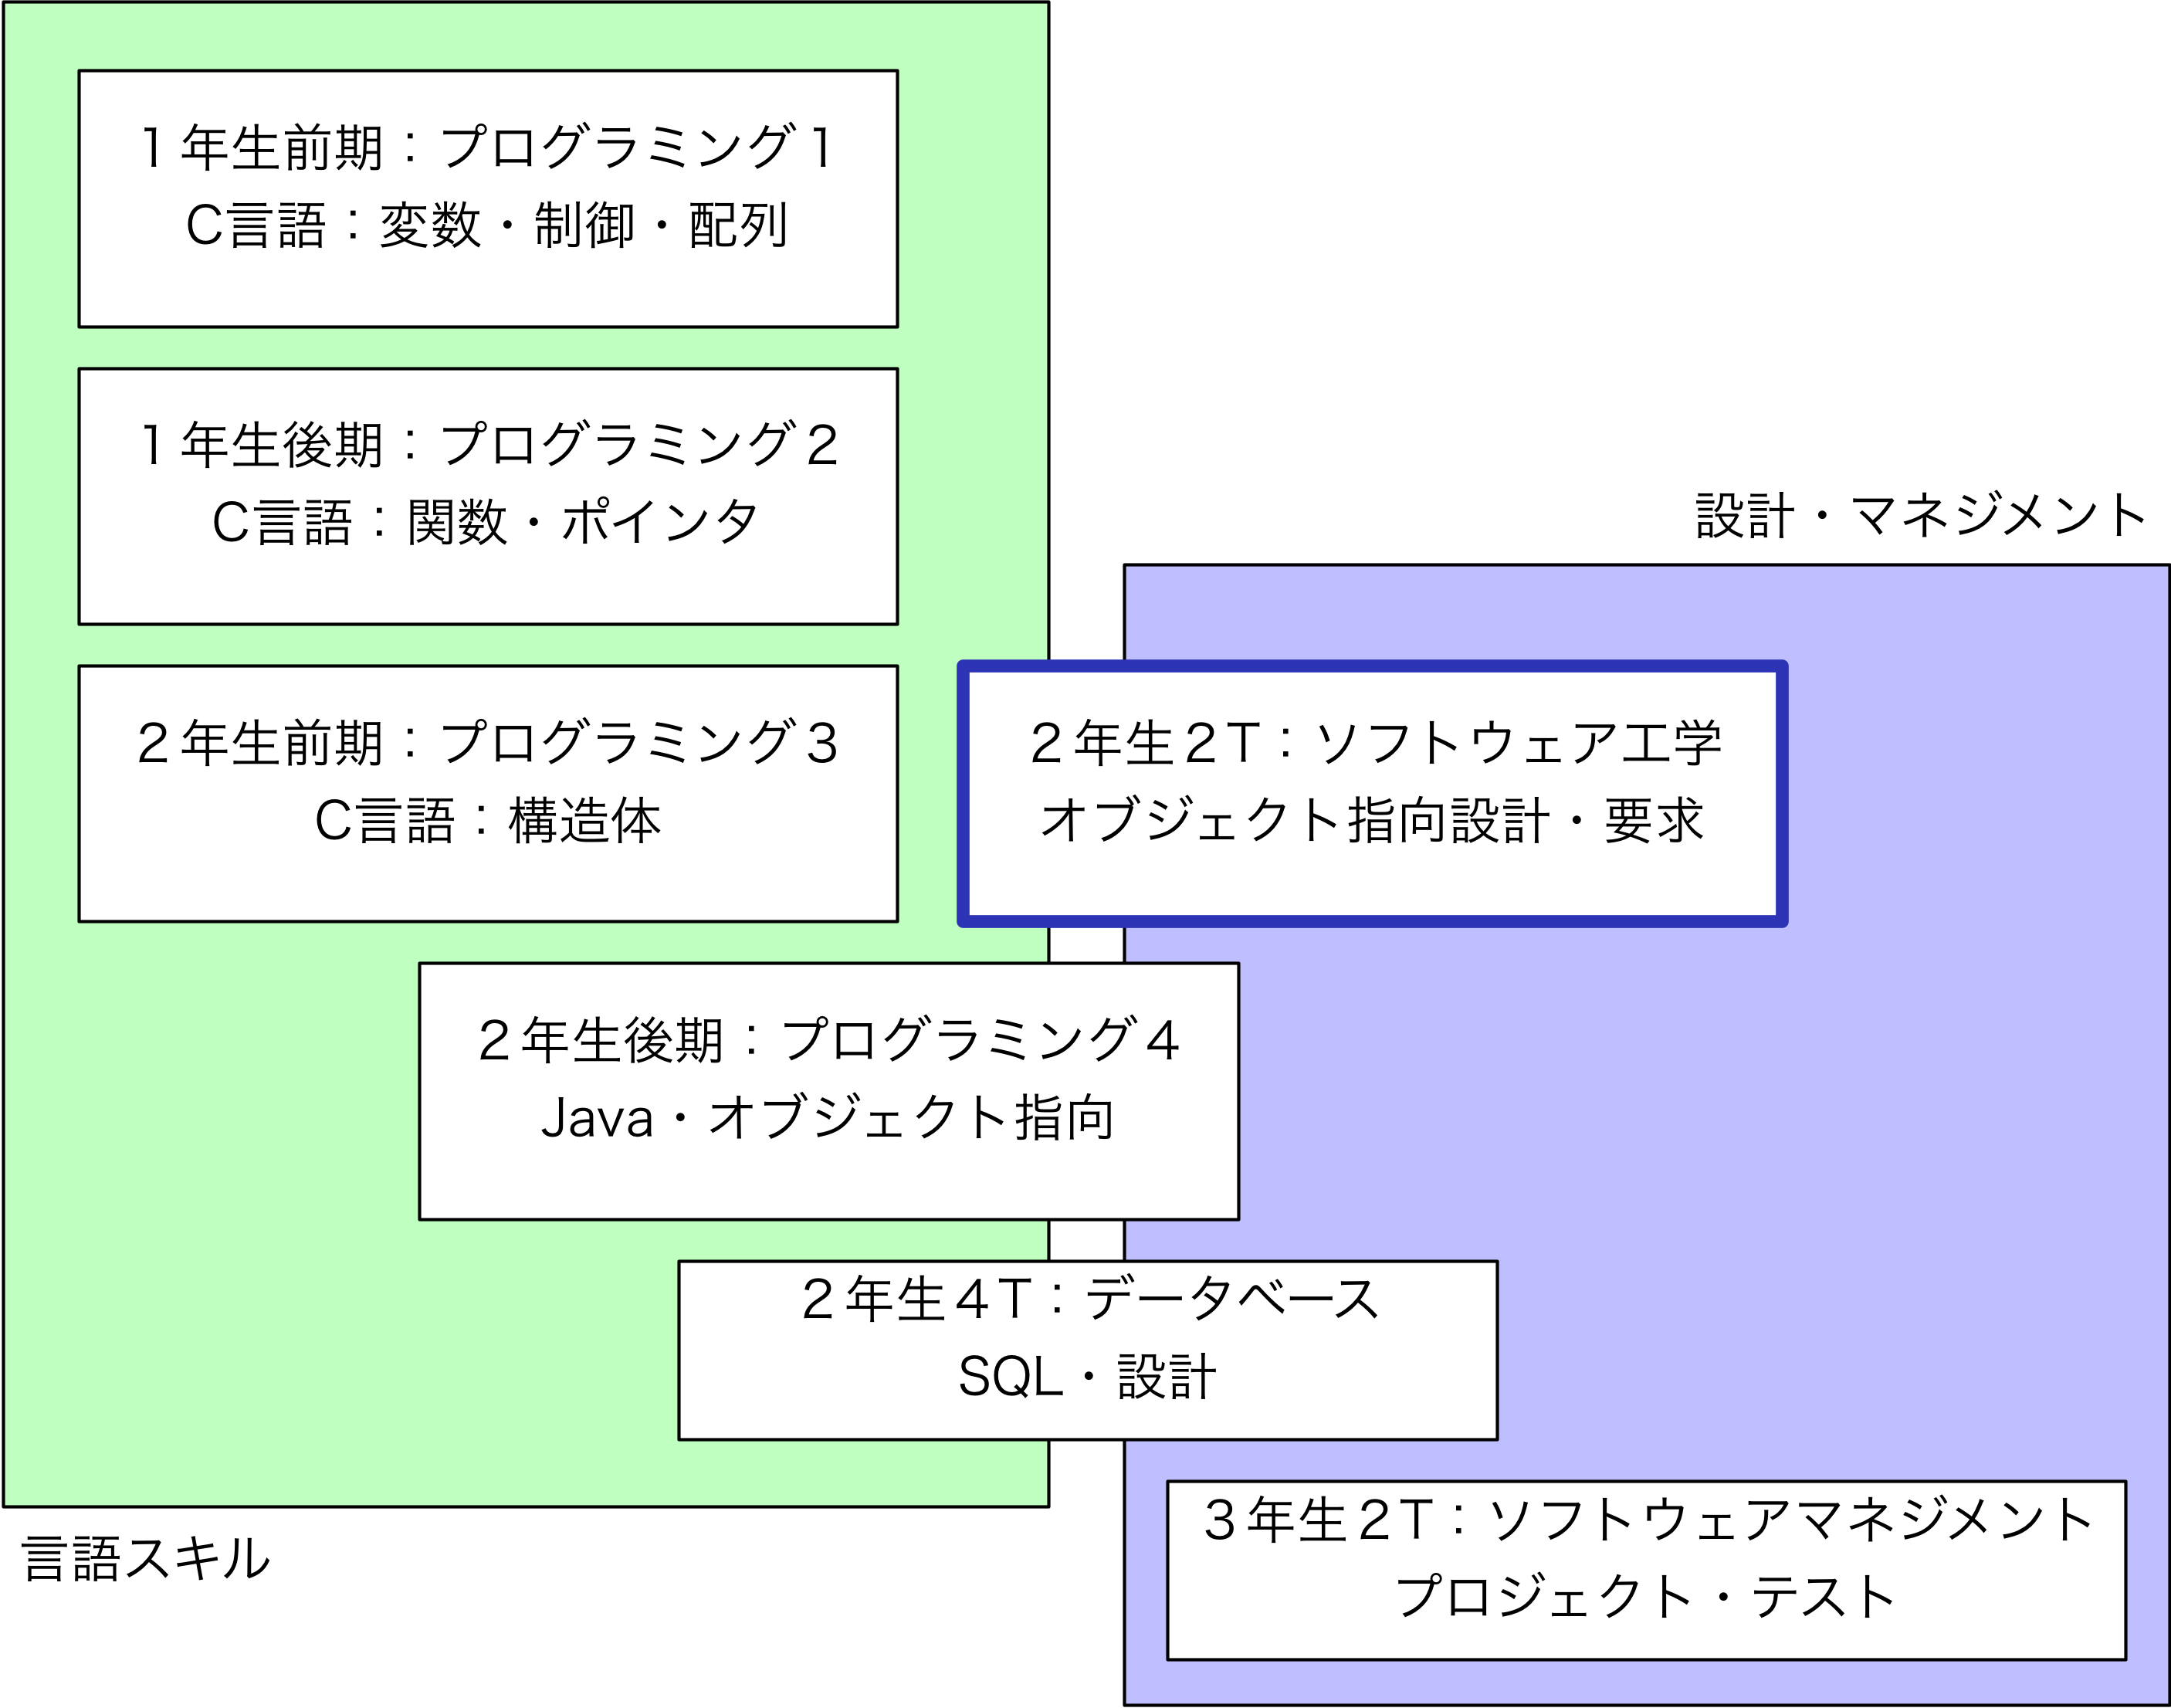 １年生前期：プログラミング１
C言語：変数・制御・配列
１年生後期：プログラミング２
C言語：関数・ポインタ
設計・マネジメント
２年生前期：プログラミング３
C言語：構造体
２年生２T：ソフトウェア工学
オブジェクト指向設計・要求
２年生後期：プログラミング４
Java・オブジェクト指向
２年生４T：データベース
SQL・設計
３年生２T：ソフトウェアマネジメント
プロジェクト・テスト
言語スキル